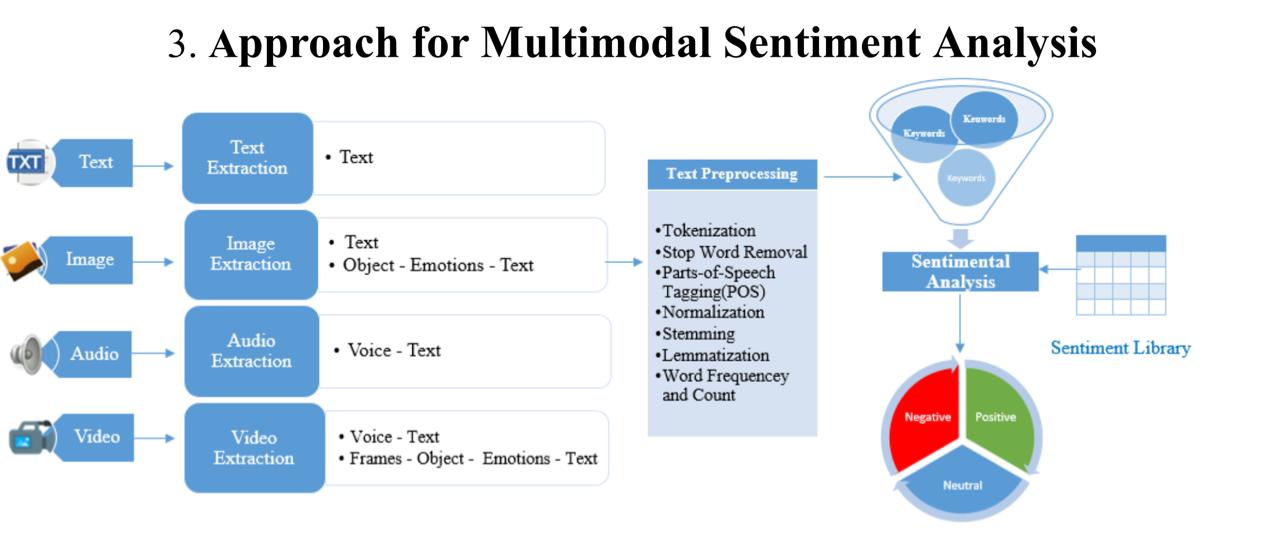 3. Approach for Multimodal Sentiment Analysis
TXT
Text
Text
Extraction
• Text
Image
Image
Extraction
• Text
• Object - Emotions - Text
Audio
Audio
Extraction
• Voice - Text
Video
Video
Extraction
• Voice - Text
• Frames - Object - Emotions - Text
Text Preprocessing
•Tokenization
•Stop Word Removal
•Parts-of-Speech
Tagging(POS)
•Normalization
•Stemming
•Lemmatization
•Word Frequencey
and Count
Keywords
Keuwords
Keywords
Sentimental
Analysis
Sentiment Library
Negative
Positive
Neutral